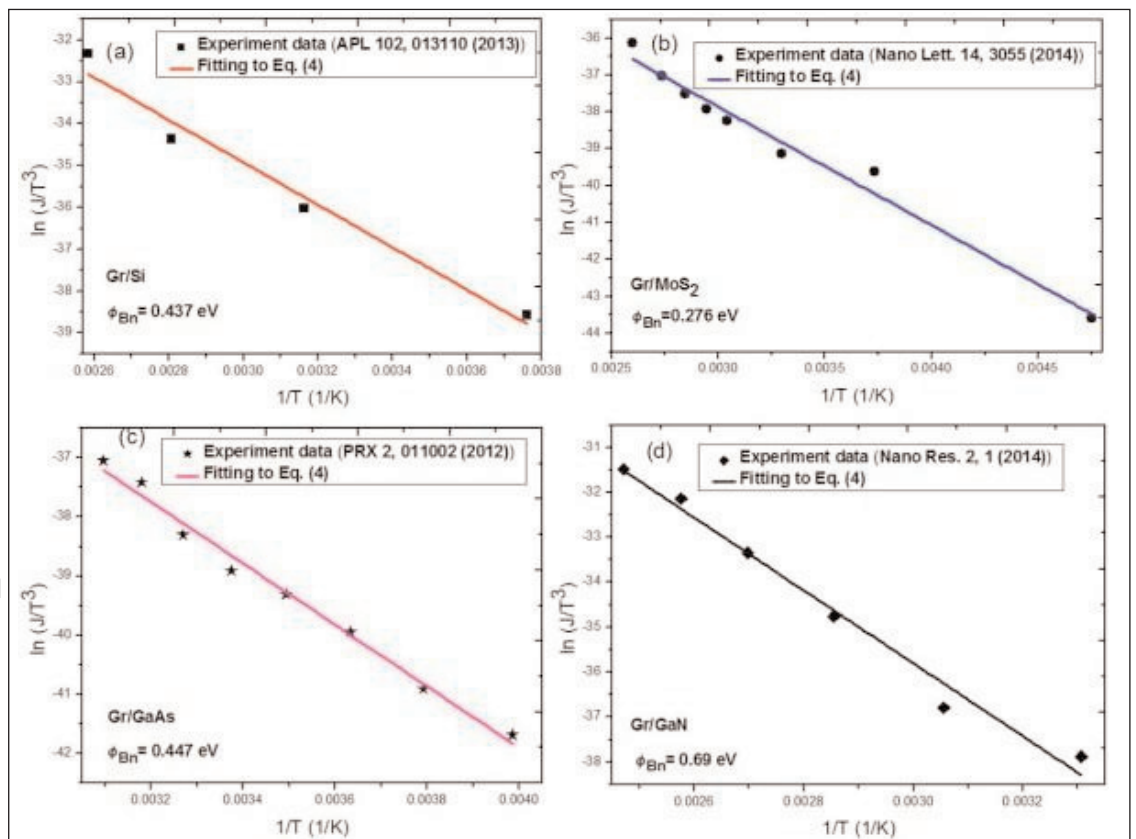 (a)
Experiment data (APL 102, 013110 (2013))
Fitting to Eq. (4)
-32
-33
-34
-35
-36
-37
-38
-39
ln (J/T³)
Gr/Si
ϕBn= 0.437 eV
0.0026 0.0028 0.0030 0.0032 0.0034 0.0036 0.0038
1/T (1/K)
(b)
Experiment data (Nano Lett. 14, 3055 (2014))
Fitting to Eq. (4)
-36
-37
-38
-39
-40
-41
-42
-43
-44
ln (J/T³)
Gr/MoS₂
ϕBn=0.276 eV
0.0025 0.0030 0.0035 0.0040 0.0045
1/T (1/K)
(c)
Experiment data (PRX 2, 011002 (2012))
Fitting to Eq. (4)
-37
-38
-39
-40
-41
-42
ln (J/T³)
Gr/GaAs
ϕBn= 0.447 eV
0.0032 0.0034 0.0036 0.0038 0.0040
1/T (1/K)
(d)
Experiment data (Nano Res. 2, 1 (2014))
Fitting to Eq. (4)
-31
-32
-33
-34
-35
-36
-37
-38
ln (J/T³)
Gr/GaN
ϕBn= 0.69 eV
0.0026 0.0028 0.0030 0.0032
1/T (1/K)